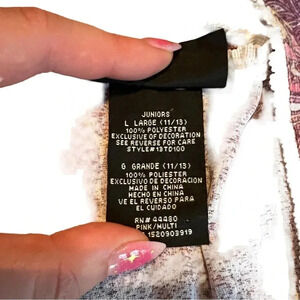 JUNIORS
L LARGE (11/13)
100% POLYESTER
EXCLUSIVE OF DECORATION
SEE REVERSE FOR CARE
STYLE#13TD100
G GRANDE (11/13)
100% POLYESTER
EXCLUSIVO DE DECORACION
MADE IN CHINA
HECHO EN CHINA
VE EL REVERSO PARA
EL CUIDADO
RN# 44480
PINK/MULTI
1520903919